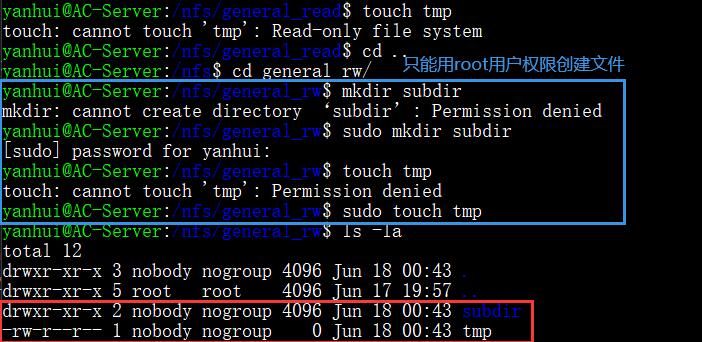 yanhui@AC-Server:/nfs/general_read$ touch tmp
touch: cannot touch 'tmp': Read-only file system
yanhui@AC-Server:/nfs/general_read$ cd ..
yanhui@AC-Server:/nfs$ cd general_rw/
只能用root用户权限创建文件
yanhui@AC-Server:/nfs/general_rw$ mkdir subdir
mkdir: cannot create directory ‘subdir’: Permission denied
yanhui@AC-Server:/nfs/general_rw$ sudo mkdir subdir
[sudo] password for yanhui:
yanhui@AC-Server:/nfs/general_rw$ touch tmp
touch: cannot touch 'tmp': Permission denied
yanhui@AC-Server:/nfs/general_rw$ sudo touch tmp
yanhui@AC-Server:/nfs/general_rw$ ls -la
total 12
drwxr-xr-x 3 nobody nogroup 4096 Jun 18 00:43 .
drwxr-xr-x 5 root   root    4096 Jun 17 19:57 ..
drwxr-xr-x 2 nobody nogroup 4096 Jun 18 00:43 subdir
-rw-r--r-- 1 nobody nogroup    0 Jun 18 00:43 tmp